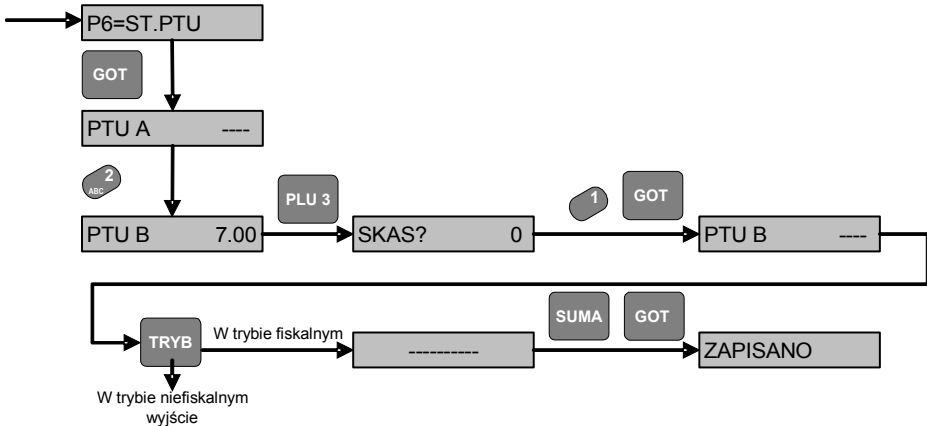 P6=ST.PTU
GOT
PTU A ----
2
ABC
PTU B 7.00
PLU 3
SKAS? 0
1
GOT
PTU B ----
TRYB
W trybie fiskalnym
----------
SUMA
GOT
ZAPISANO
W trybie niefiskalnym
wyjście